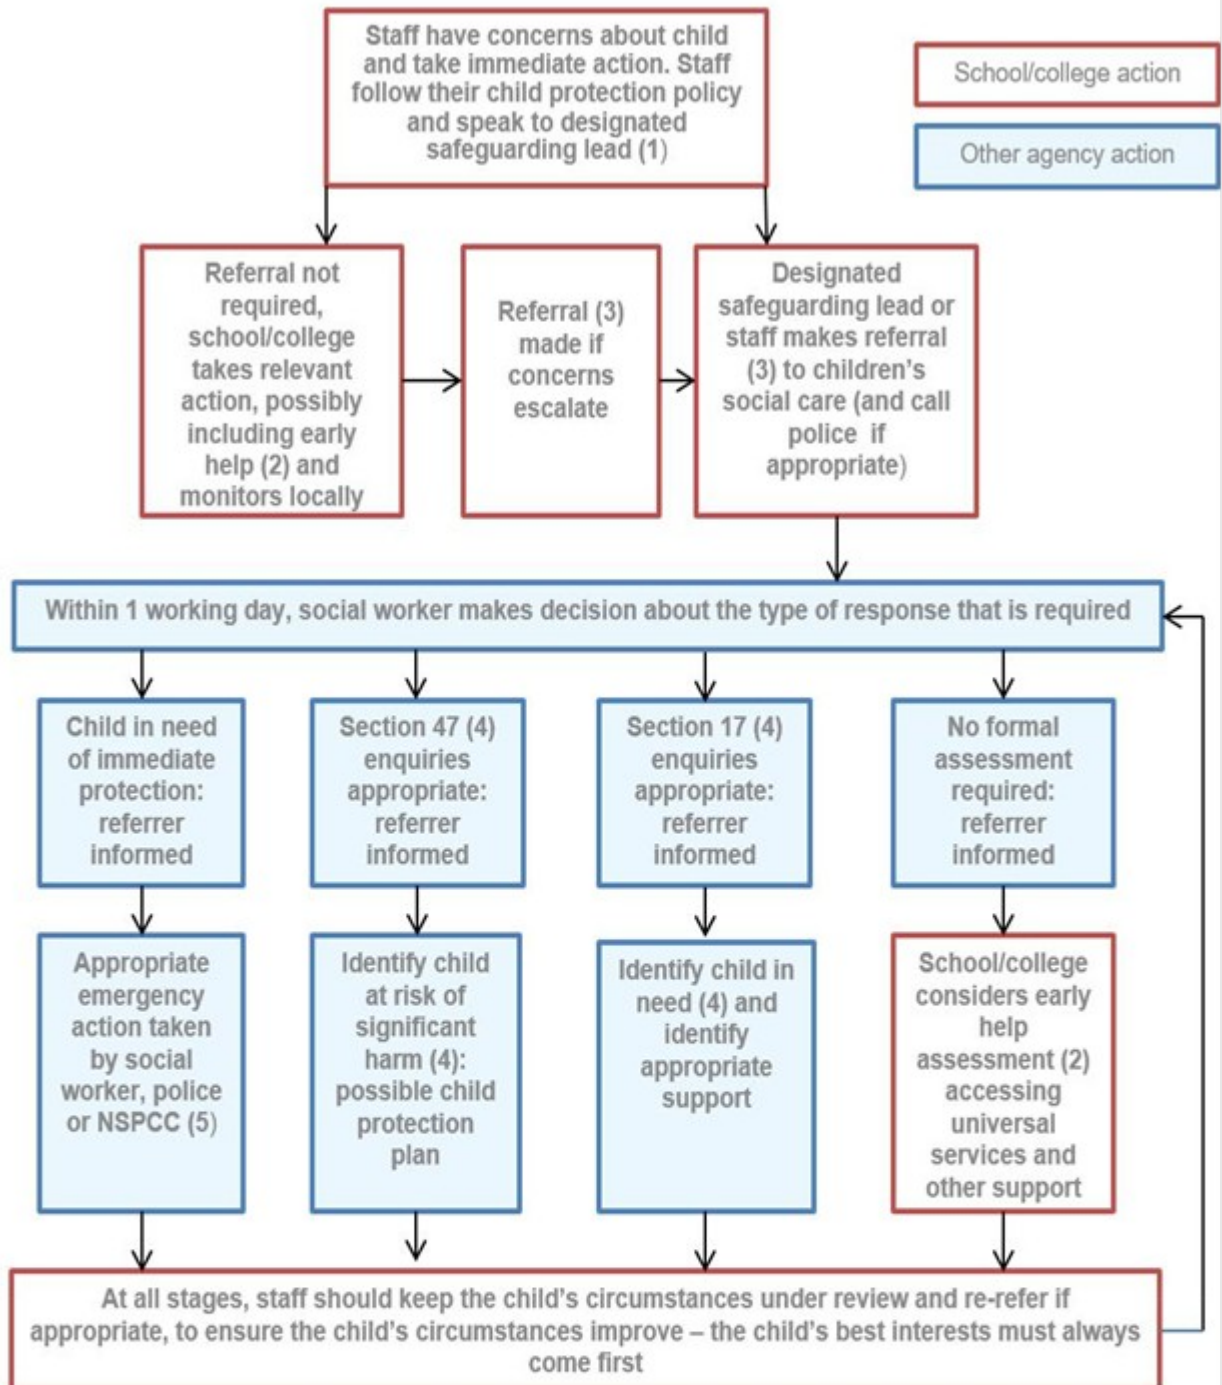 Staff have concerns about child
and take immediate action. Staff
follow their child protection policy
and speak to designated
safeguarding lead (1)
School/college action
Other agency action
Referral not
required,
school/college
takes relevant
action, possibly
including early
help (2) and
monitors locally
Referral (3)
made if
concerns
escalate
Designated
safeguarding lead or
staff makes referral
(3) to children’s
social care (and call
police if
appropriate)
Within 1 working day, social worker makes decision about the type of response that is required
Child in need
of immediate
protection:
referrer
informed
Section 47 (4)
enquiries
appropriate:
referrer
informed
Section 17 (4)
enquiries
appropriate:
referrer
informed
No formal
assessment
required:
referrer
informed
Appropriate
emergency
action taken
by social
worker, police
or NSPCC (5)
Identify child
at risk of
significant
harm (4):
possible child
protection
plan
Identify child in
need (4) and
identify
appropriate
support
School/college
considers early
help
assessment (2)
accessing
universal
services and
other support
At all stages, staff should keep the child’s circumstances under review and re-refer if
appropriate, to ensure the child’s circumstances improve – the child’s best interests must always
come first